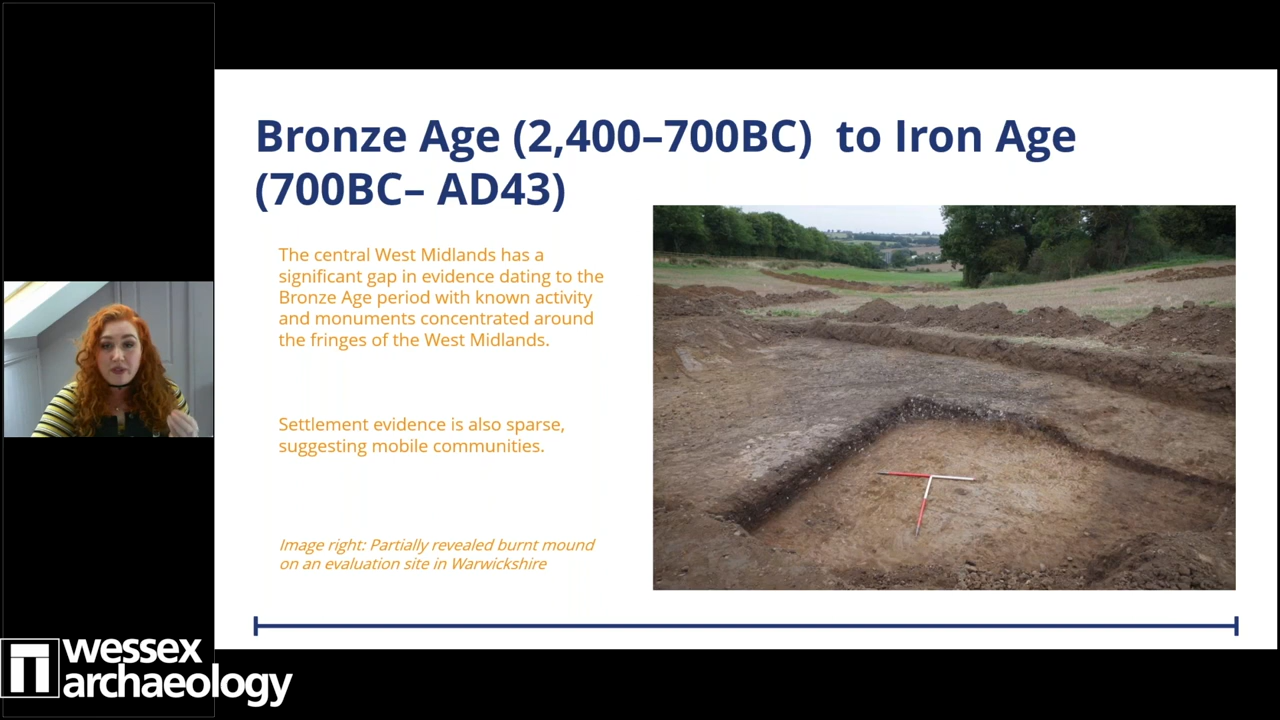 Bronze Age (2,400–700BC)  to Iron Age
(700BC– AD43)
The central West Midlands has a
significant gap in evidence dating to the
Bronze Age period with known activity
and monuments concentrated around
the fringes of the West Midlands.
Settlement evidence is also sparse,
suggesting mobile communities.
Image right: Partially revealed burnt mound
on an evaluation site in Warwickshire
wessex
archaeology